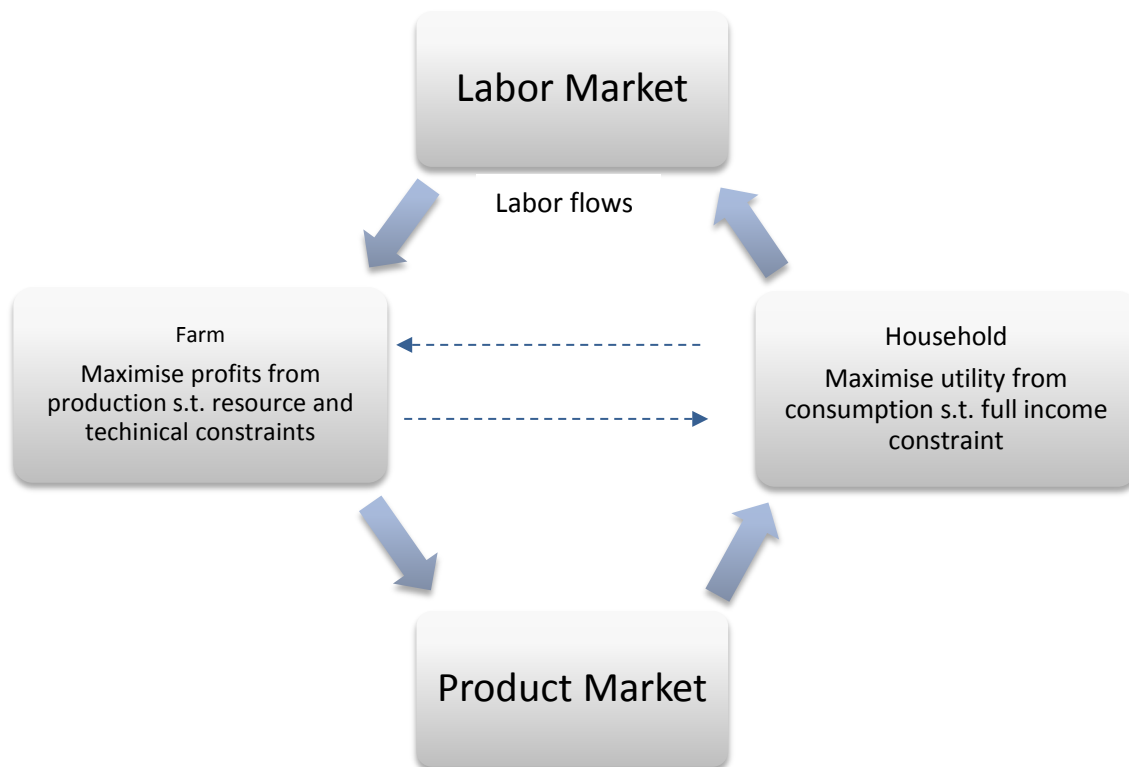 Labor Market
Labor flows
Farm
Maximise profits from
production s.t. resource and
techinical constraints
Household
Maximise utility from
consumption s.t. full income
constraint
Product Market